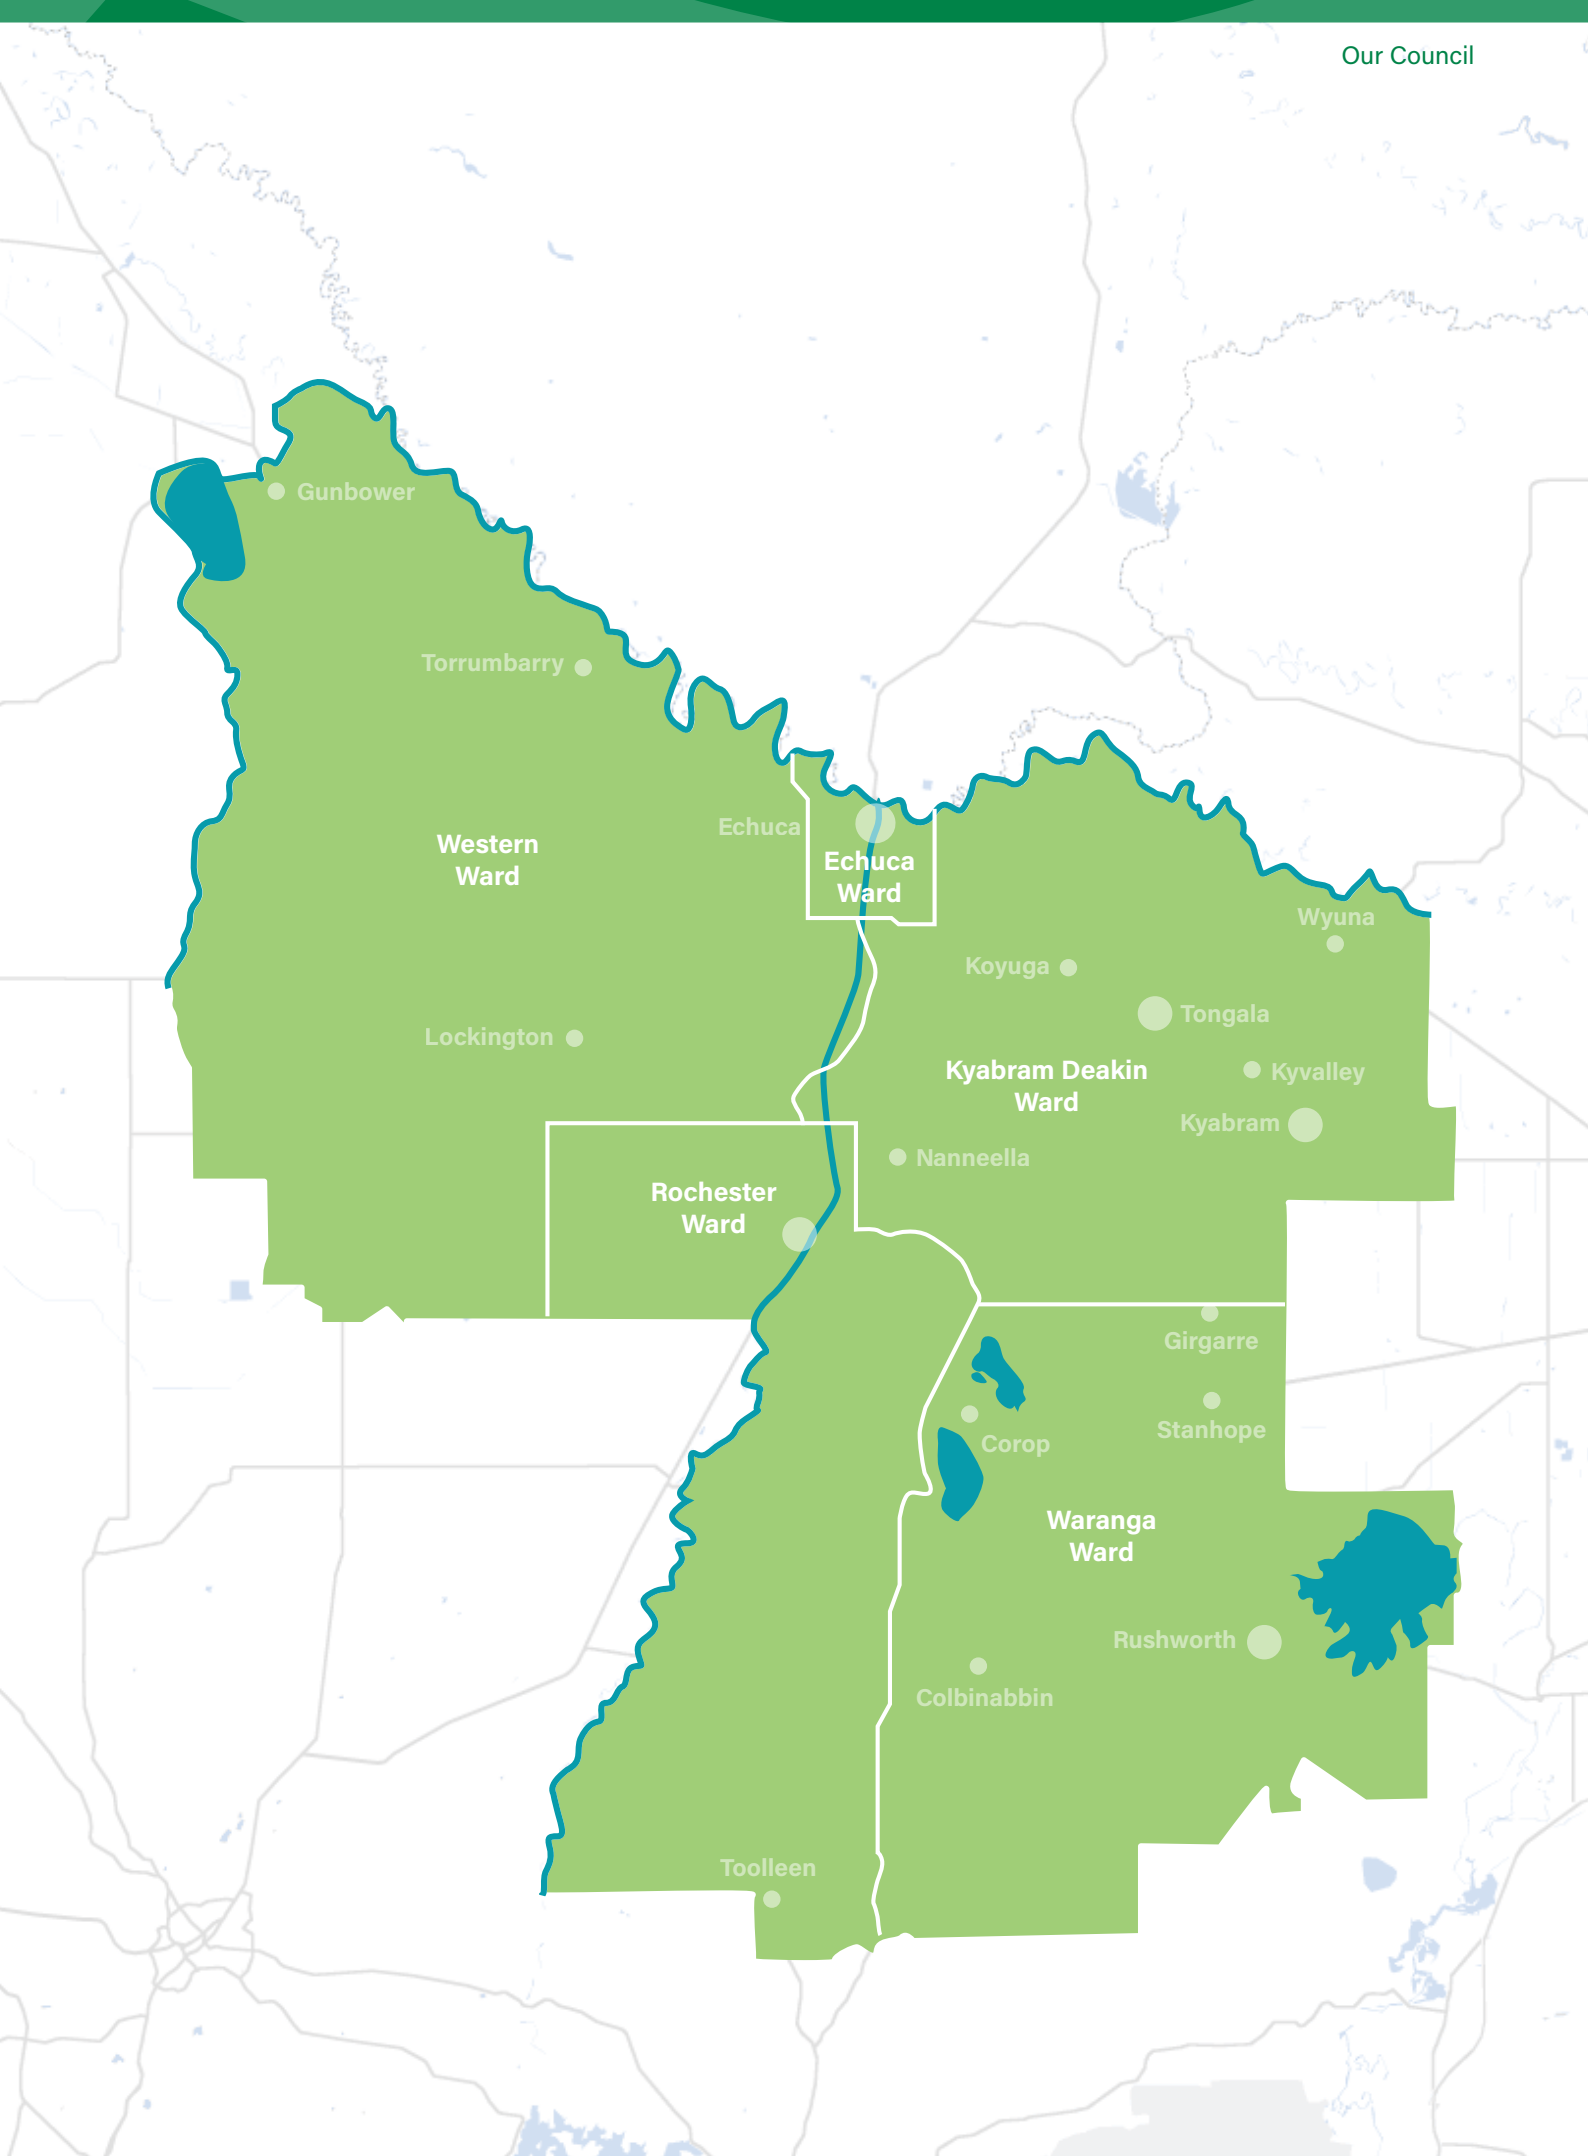 Our Council
Gunbower
Torrumbarry
Echuca
Western
Ward
Echuca
Ward
Wyuna
Koyuga
Tongala
Lockington
Kyabram Deakin
Ward
Kyvalley
Kyabram
Nanneella
Rochester
Ward
Girgarre
Stanhope
Corop
Waranga
Ward
Rushworth
Colbinabbin
Toolleen